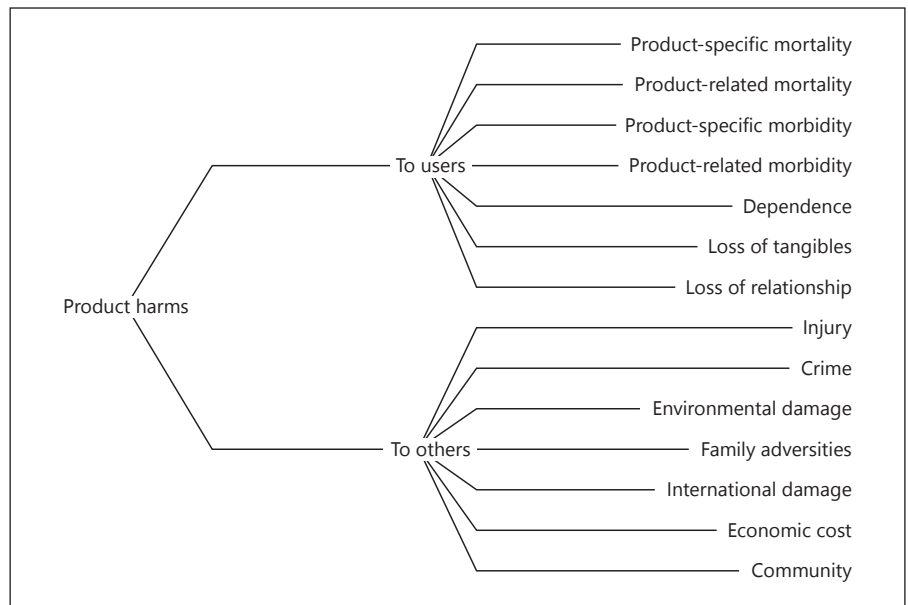 Product-specific mortality
Product-related mortality
Product-specific morbidity
To users
Product-related morbidity
Dependence
Loss of tangibles
Loss of relationship
Product harms
Injury
Crime
Environmental damage
To others
Family adversities
International damage
Economic cost
Community